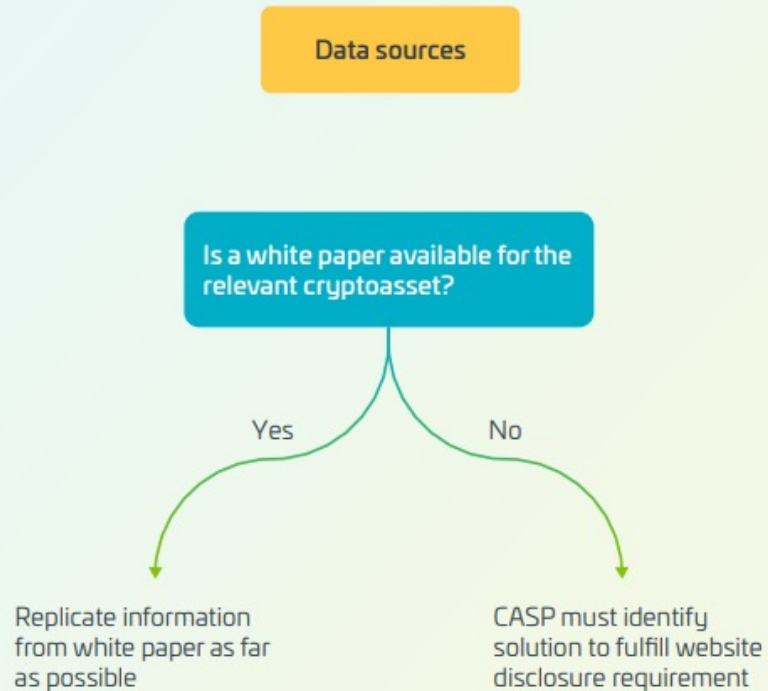 Data sources
Is a white paper available for the
relevant cryptoasset?
Yes
No
Replicate information
from white paper as far
as possible
CASP must identify
solution to fulfill website
disclosure requirement